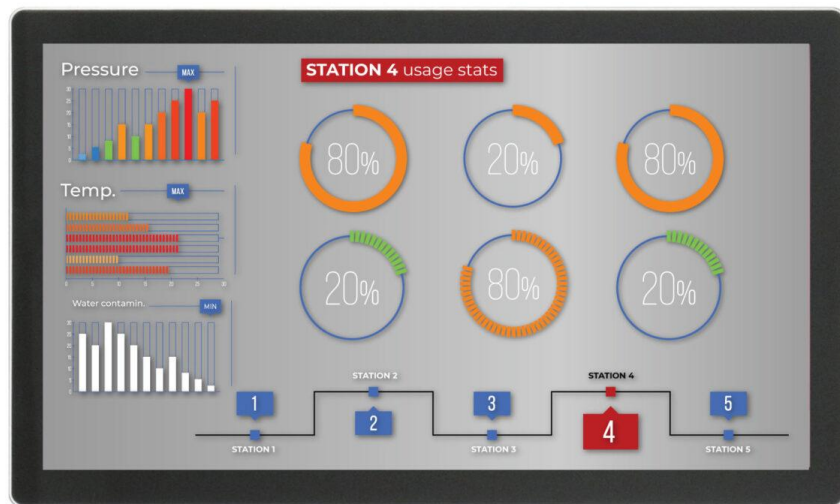 Pressure
MAX
STATION 4 usage stats
80%
20%
80%
Temp.
MAX
20%
80%
20%
Water contamin.
MIN
STATION 2
STATION 4
1
3
5
2
4
STATION 1
STATION 3
STATION 5